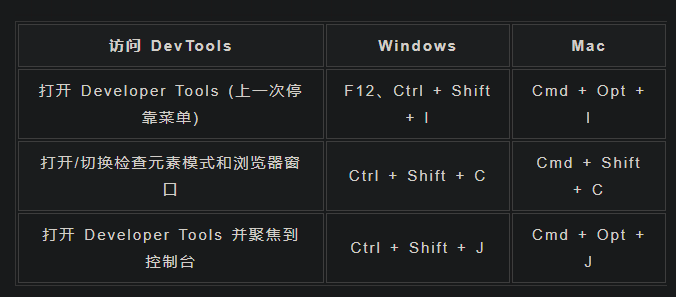 访问 DevTools Windows Mac
打开 Developer Tools (上一次停 F12、Ctrl + Shift Cmd + Opt +
靠菜单) + I I
打开/切换检查元素模式和浏览器窗 Ctrl + Shift + C Cmd + Shift
口 + C
打开 Developer Tools 并聚焦到 Ctrl + Shift + J Cmd + Opt +
控制台 J